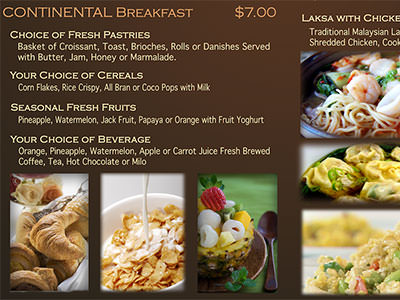 CONTINENTAL BREAKFAST $7.00
CHOICE OF FRESH PASTRIES
Basket of Croissant, Toast, Brioches, Rolls or Danishes Served
with Butter, Jam, Honey or Marmalade.
YOUR CHOICE OF CEREALS
Corn Flakes, Rice Crispy, All Bran or Coco Pops with Milk
SEASONAL FRESH FRUITS
Pineapple, Watermelon, Jack Fruit, Papaya or Orange with Fruit Yoghurt
YOUR CHOICE OF BEVERAGE
Orange, Pineapple, Watermelon, Apple or Carrot Juice Fresh Brewed
Coffee, Tea, Hot Chocolate or Milo
LAKSA WITH CHICKE
Traditional Malaysian La
Shredded Chicken, Cook